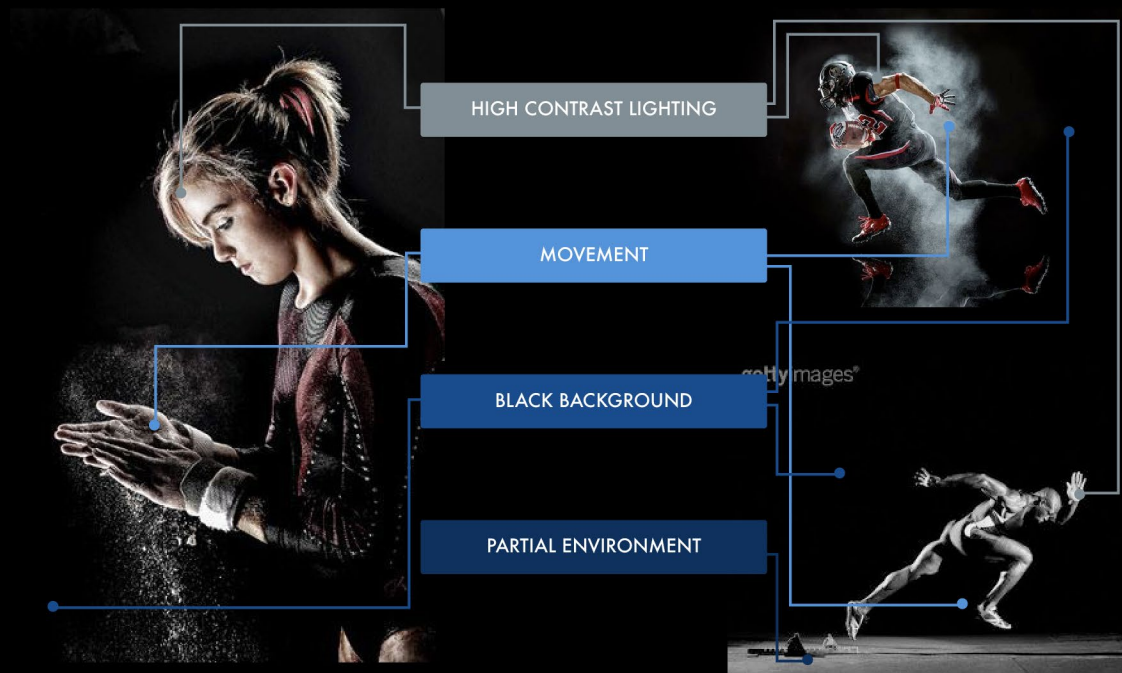 HIGH CONTRAST LIGHTING
MOVEMENT
gettyimages®
BLACK BACKGROUND
PARTIAL ENVIRONMENT